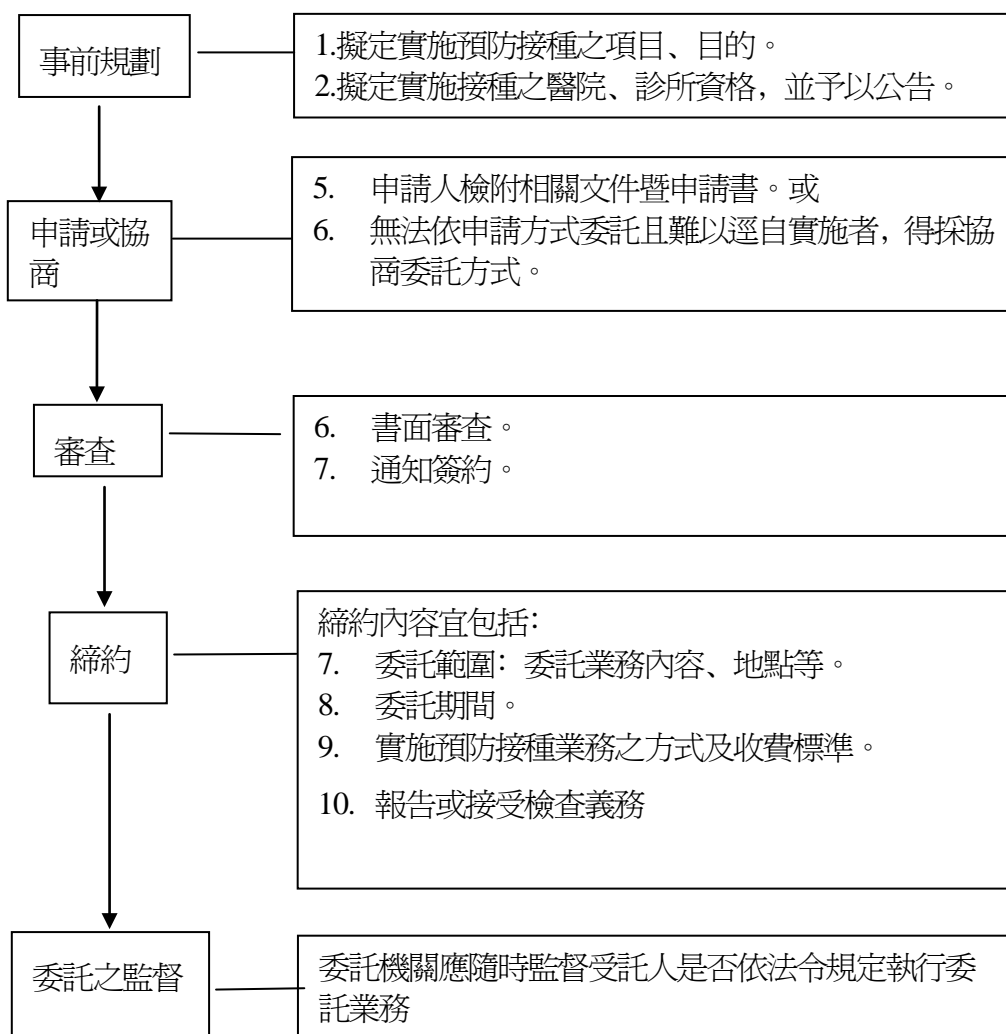 事前規劃
1.擬定實施預防接種之項目、目的。
2.擬定實施接種之醫院、診所資格，並予以公告。
申請或協
商
5. 申請人檢附相關文件暨申請書。或
6. 無法依申請方式委託且難以逕自實施者，得採協
商委託方式。
審查
6. 書面審查。
7. 通知簽約。
締約
締約內容宜包括：
7. 委託範圍：委託業務內容、地點等。
8. 委託期間。
9. 實施預防接種業務之方式及收費標準。
10. 報告或接受檢查義務
委託之監督
委託機關應隨時監督受託人是否依法令規定執行委
託業務